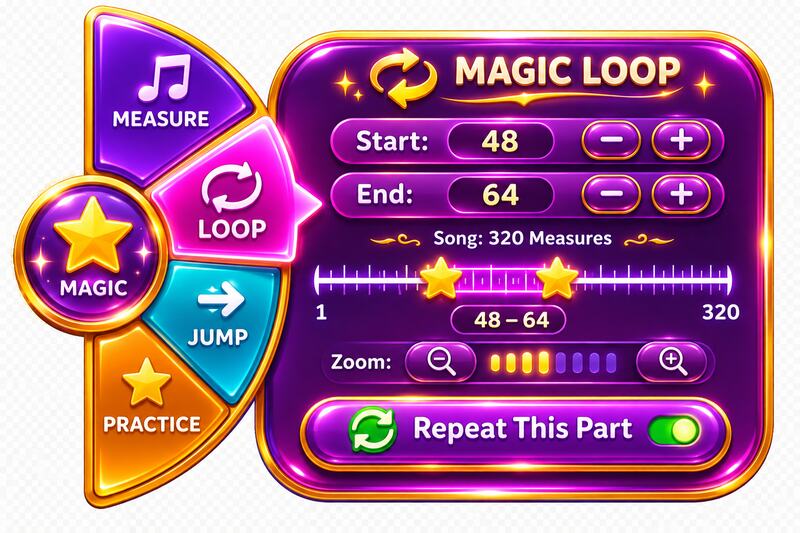 MEASURE
LOOP
MAGIC
JUMP
PRACTICE
MAGIC LOOP
Start: 48 − +
End: 64 − +
Song: 320 Measures
1 320
48 – 64
Zoom:
Repeat This Part